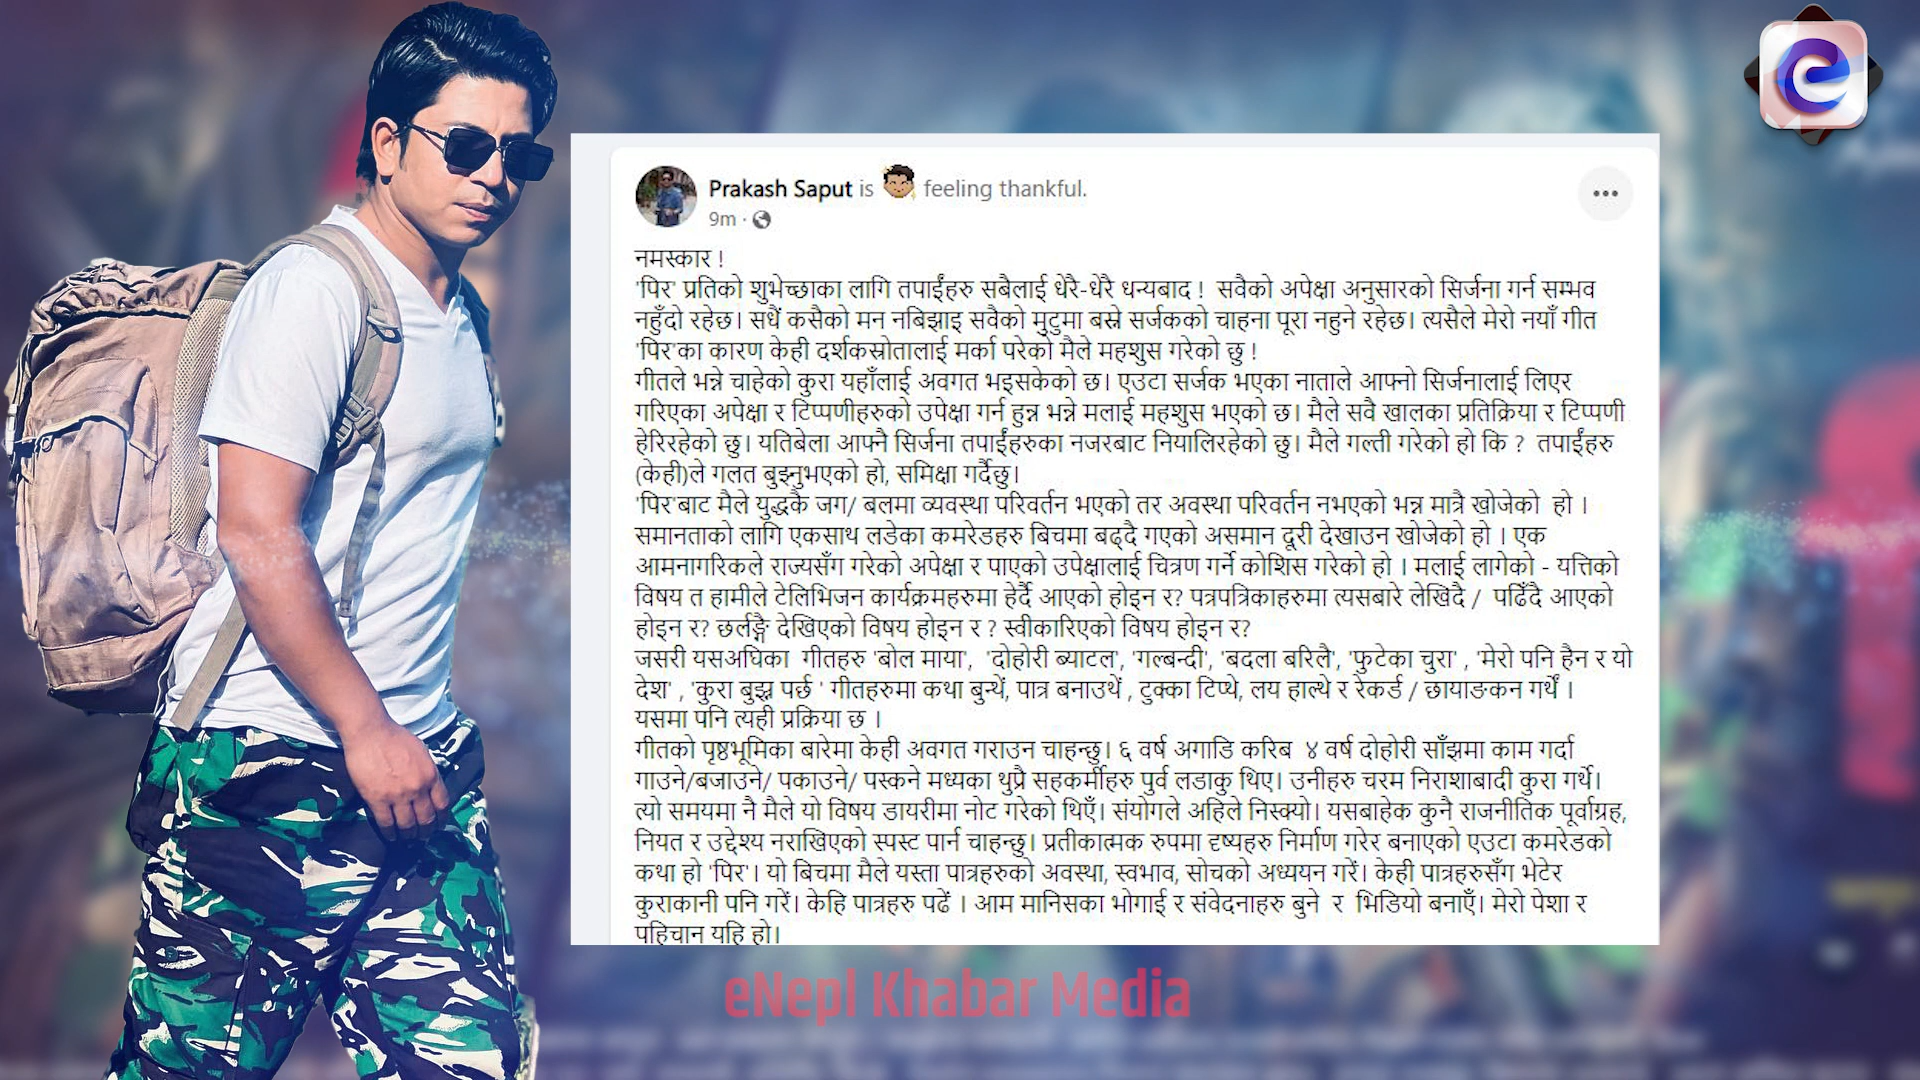 Prakash Saput is feeling thankful.
9m ·
नमस्कार !
'पिर' प्रतिको शुभेच्छाका लागि तपाईंहरु सबैलाई धेरै-धेरै धन्यबाद ! सवैको अपेक्षा अनुसारको सिर्जना गर्न सम्भव
नहुँदो रहेछ। सधैं कसैको मन नबिझाइ सवैको मुटुमा बस्ने सर्जकको चाहना पूरा नहुने रहेछ। त्यसैले मेरो नयाँ गीत
'पिर'का कारण केही दर्शकस्रोतालाई मर्का परेको मैले महशुस गरेको छु !
गीतले भन्ने चाहेको कुरा यहाँलाई अवगत भइसकेको छ। एउटा सर्जक भएका नाताले आफ्नो सिर्जनालाई लिएर
गरिएका अपेक्षा र टिप्पणीहरुको उपेक्षा गर्न हुन्न भन्ने मलाई महशुस भएको छ। मैले सवै खालका प्रतिक्रिया र टिप्पणी
हेरिरहेको छु। यतिबेला आफ्नै सिर्जना तपाईंहरुका नजरबाट नियालिरहेको छु। मैले गल्ती गरेको हो कि ? तपाईंहरु
(केही)ले गलत बुझ्नुभएको हो, समिक्षा गर्दैछु।
'पिर'बाट मैले युद्धकै जग/ बलमा व्यवस्था परिवर्तन भएको तर अवस्था परिवर्तन नभएको भन्न मात्रै खोजेको हो ।
समानताको लागि एकसाथ लडेका कमरेडहरु बिचमा बढ्दै गएको असमान दूरी देखाउन खोजेको हो । एक
आमनागरिकले राज्यसँग गरेको अपेक्षा र पाएको उपेक्षालाई चित्रण गर्ने कोशिस गरेको हो । मलाई लागेको - यत्तिको
विषय त हामीले टेलिभिजन कार्यक्रमहरुमा हेर्दै आएको होइन र? पत्रपत्रिकाहरुमा त्यसबारे लेखिदै / पढिँदै आएको
होइन र? छर्लङ्गै देखिएको विषय होइन र ? स्वीकारिएको विषय होइन र?
जसरी यसअघिका गीतहरु 'बोल माया', 'दोहोरी ब्याटल', 'गल्बन्दी', 'बदला बरिलै', 'फुटेका चुरा' , 'मेरो पनि हैन र यो
देश' , 'कुरा बुझ्न पर्छ ' गीतहरुमा कथा बुन्थें, पात्र बनाउथें , टुक्का टिप्थे, लय हाल्थे र रेकर्ड / छायाङकन गर्थें ।
यसमा पनि त्यही प्रक्रिया छ ।
गीतको पृष्ठभूमिका बारेमा केही अवगत गराउन चाहन्छु। ६ वर्ष अगाडि करिब ४ वर्ष दोहोरी साँझमा काम गर्दा
गाउने/बजाउने/ पकाउने/ पस्कने मध्यका थुप्रै सहकर्मीहरु पुर्व लडाकु थिए। उनीहरु चरम निराशाबादी कुरा गर्थे।
त्यो समयमा नै मैले यो विषय डायरीमा नोट गरेको थिएँ। संयोगले अहिले निस्क्यो। यसबाहेक कुनै राजनीतिक पूर्वाग्रह,
नियत र उद्देश्य नराखिएको स्पस्ट पार्न चाहन्छु। प्रतीकात्मक रुपमा दृष्यहरु निर्माण गरेर बनाएको एउटा कमरेडको
कथा हो 'पिर'। यो बिचमा मैले यस्ता पात्रहरुको अवस्था, स्वभाव, सोचको अध्ययन गरें। केही पात्रहरुसँग भेटेर
कुराकानी पनि गरें। केहि पात्रहरु पढें । आम मानिसका भोगाई र संवेदनाहरु बुने र भिडियो बनाएँ। मेरो पेशा र
पहिचान यहि हो।
eNepl Khabar Media